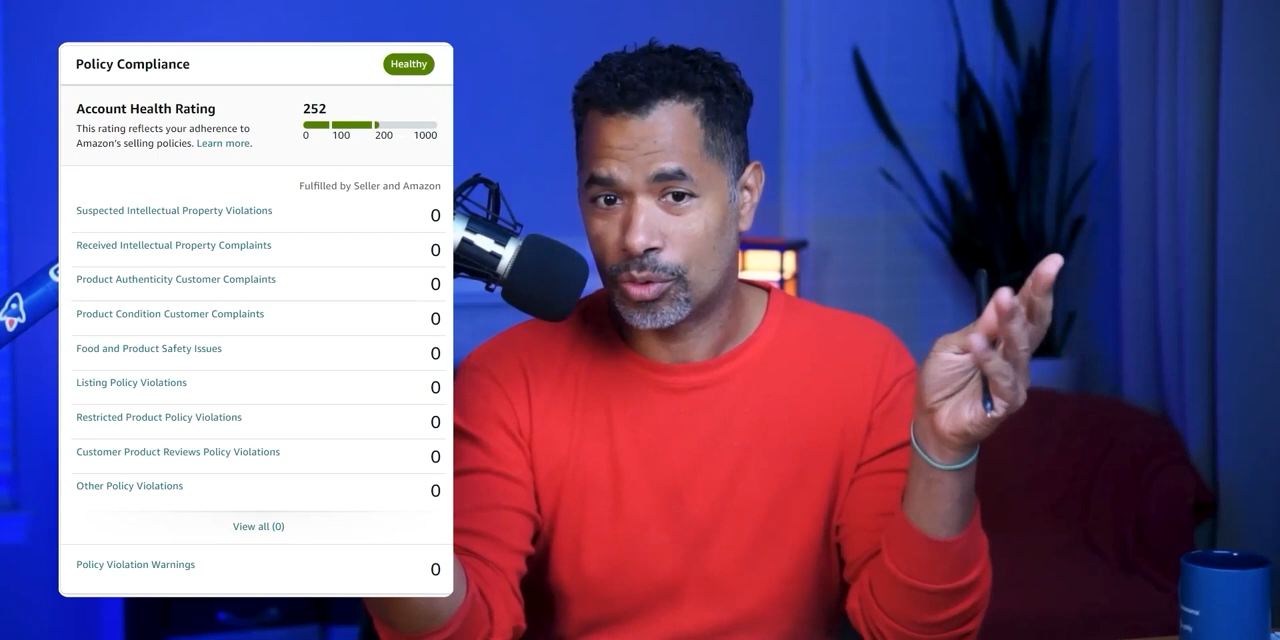 Policy Compliance
Healthy
Account Health Rating
252
This rating reflects your adherence to
Amazon's selling policies. Learn more.
0 100 200 1000
Fulfilled by Seller and Amazon
Suspected Intellectual Property Violations 0
Received Intellectual Property Complaints 0
Product Authenticity Customer Complaints 0
Product Condition Customer Complaints 0
Food and Product Safety Issues 0
Listing Policy Violations 0
Restricted Product Policy Violations 0
Customer Product Reviews Policy Violations 0
Other Policy Violations 0
View all (0)
Policy Violation Warnings 0